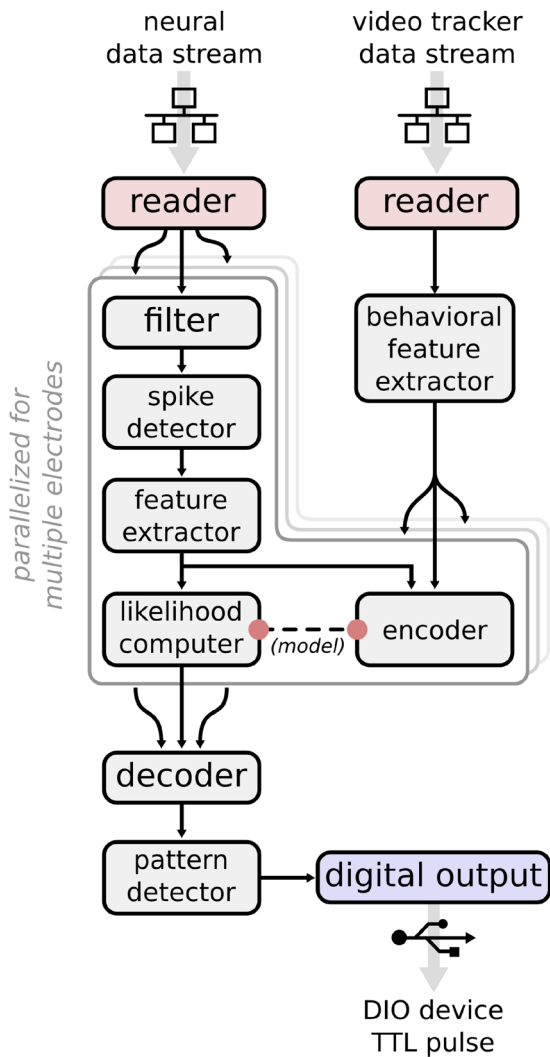 neural
data stream
video tracker
data stream
reader
reader
filter
behavioral
feature
extractor
spike
detector
feature
extractor
parallelized for
multiple electrodes
likelihood
computer
(model)
encoder
decoder
pattern
detector
digital output
DIO device
TTL pulse